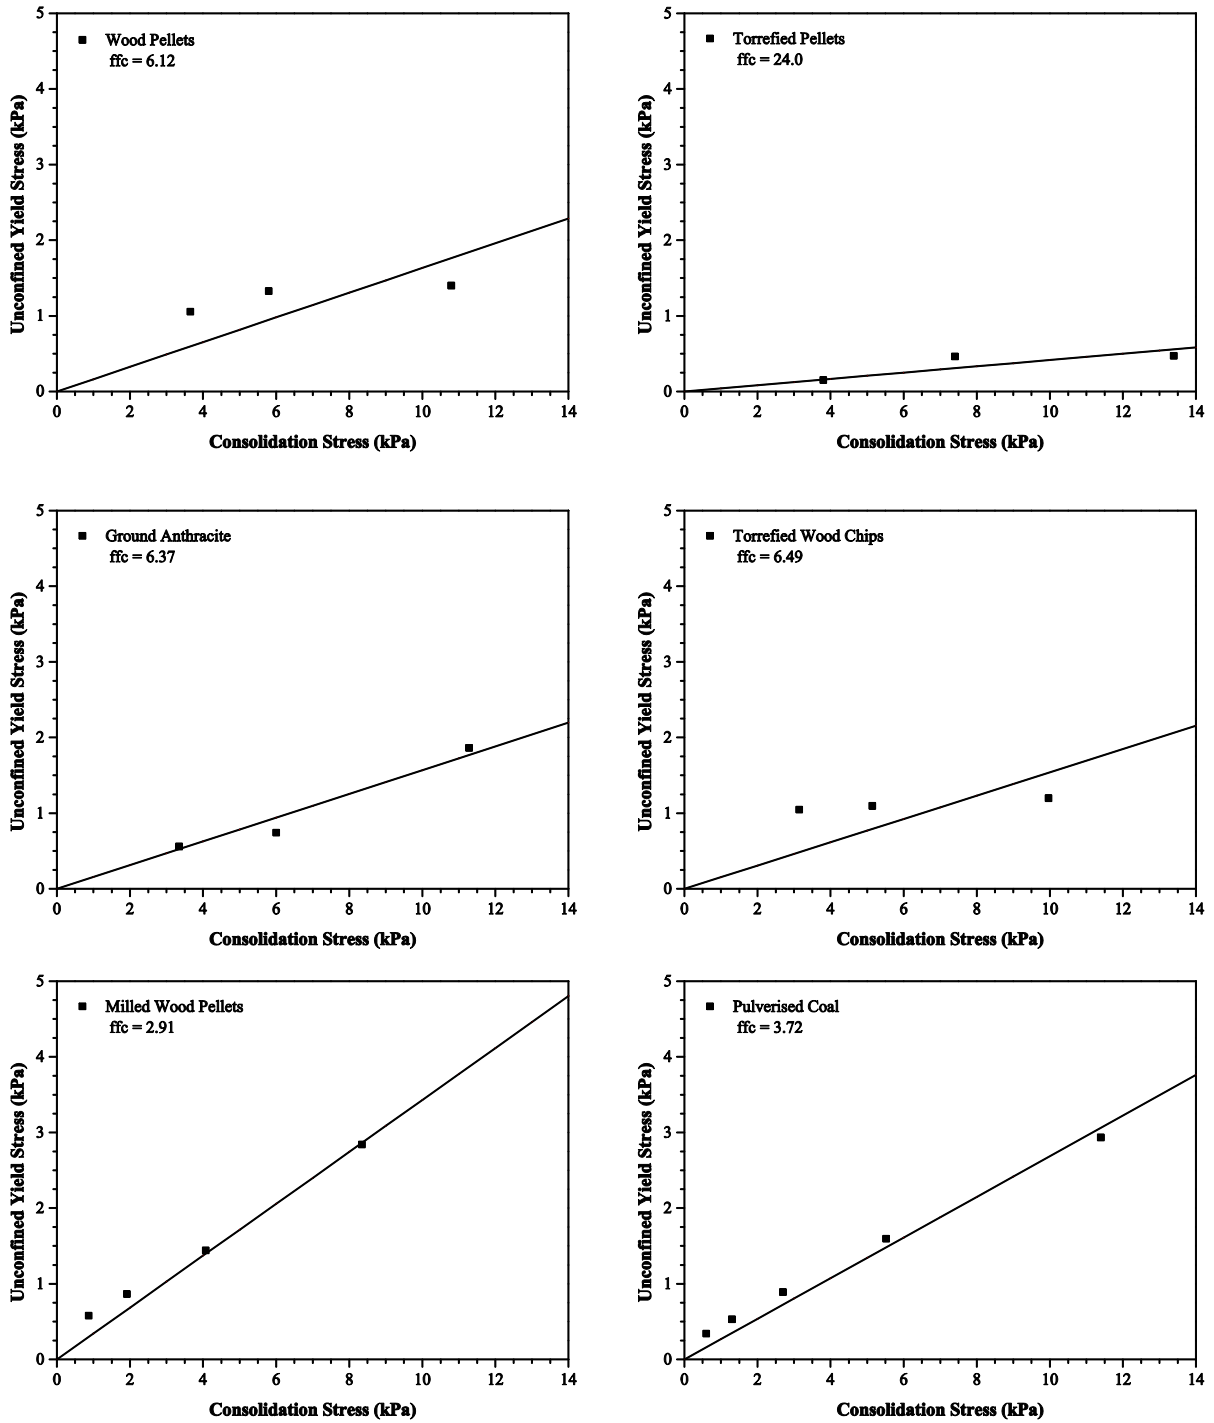 Wood Pellets
ffc = 6.12
Unconfined Yield Stress (kPa)
5
4
3
2
1
0
0 2 4 6 8 10 12 14
Consolidation Stress (kPa)
Torrefied Pellets
ffc = 24.0
Unconfined Yield Stress (kPa)
5
4
3
2
1
0
0 2 4 6 8 10 12 14
Consolidation Stress (kPa)
Ground Anthracite
ffc = 6.37
Unconfined Yield Stress (kPa)
5
4
3
2
1
0
0 2 4 6 8 10 12 14
Consolidation Stress (kPa)
Torrefied Wood Chips
ffc = 6.49
Unconfined Yield Stress (kPa)
5
4
3
2
1
0
0 2 4 6 8 10 12 14
Consolidation Stress (kPa)
Milled Wood Pellets
ffc = 2.91
Unconfined Yield Stress (kPa)
5
4
3
2
1
0
0 2 4 6 8 10 12 14
Consolidation Stress (kPa)
Pulverised Coal
ffc = 3.72
Unconfined Yield Stress (kPa)
5
4
3
2
1
0
0 2 4 6 8 10 12 14
Consolidation Stress (kPa)